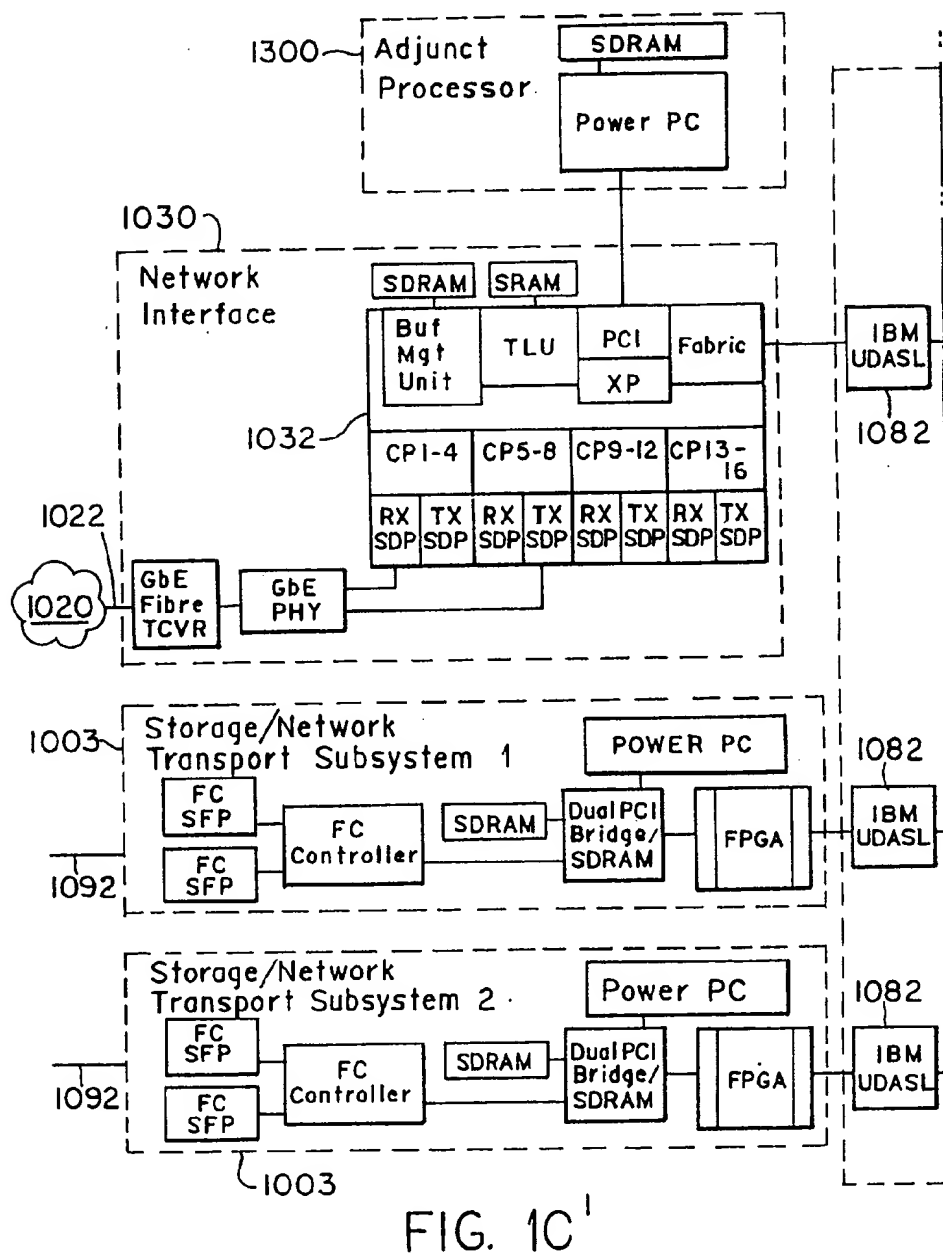 1300
Adjunct
Processor
SDRAM
Power PC
1030
Network
Interface
SDRAM
SRAM
Buf
Mgt
Unit
TLU
PCI
XP
Fabric
IBM
UDASL
1082
1032
CP1-4
CP5-8
CP9-12
CP13-
16
RX
SDP
TX
SDP
RX
SDP
TX
SDP
RX
SDP
TX
SDP
RX
SDP
TX
SDP
1022
1020
GbE
Fibre
TCVR
GbE
PHY
1003
Storage/Network
Transport Subsystem 1
POWER PC
FC
SFP
FC
SFP
FC
Controller
SDRAM
Dual PCI
Bridge/
SDRAM
FPGA
1082
IBM
UDASL
1092
Storage/Network
Transport Subsystem 2
Power PC
FC
SFP
FC
SFP
FC
Controller
SDRAM
Dual PCI
Bridge/
SDRAM
FPGA
1082
IBM
UDASL
1092
1003
FIG. 1C'